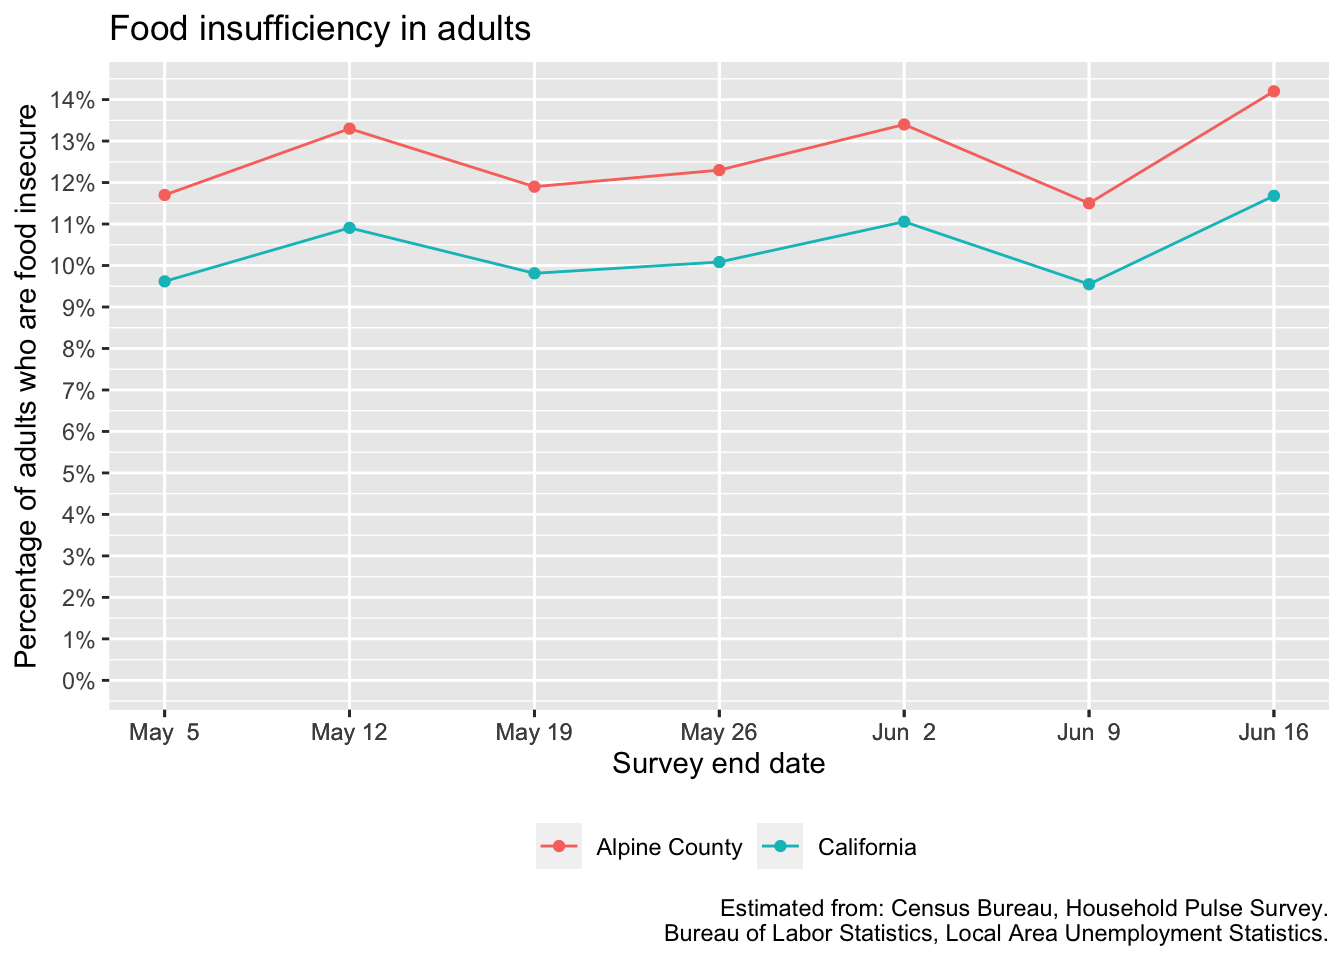 Food insufficiency in adults
Percentage of adults who are food insecure
14%
13%
12%
11%
10%
9%
8%
7%
6%
5%
4%
3%
2%
1%
0%
May  5 May 12 May 19 May 26 Jun  2 Jun  9 Jun 16
Survey end date
Alpine County California
Estimated from: Census Bureau, Household Pulse Survey.
Bureau of Labor Statistics, Local Area Unemployment Statistics.